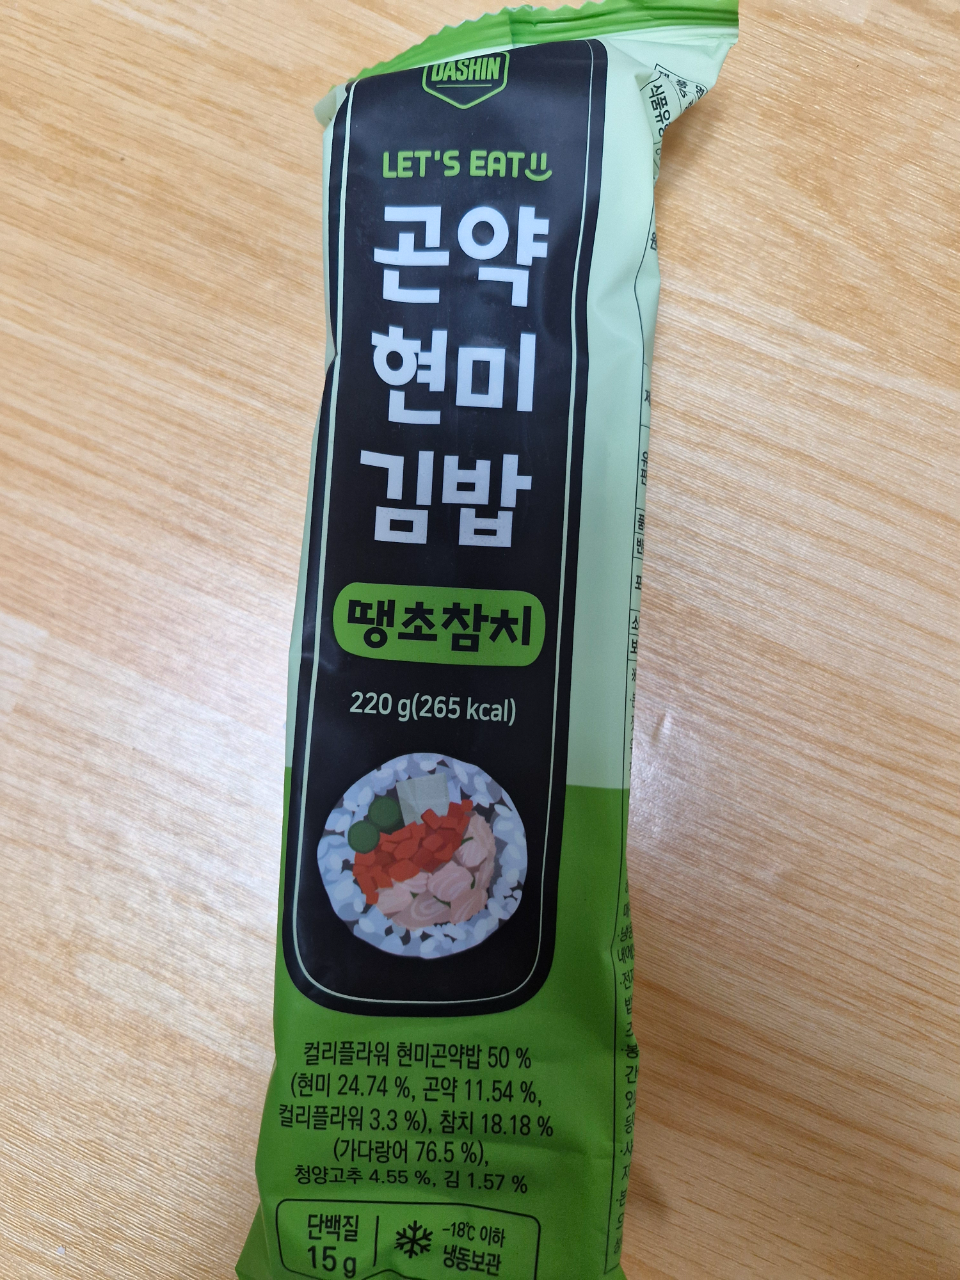 DASHIN
LET'S EAT
곤약
현미
김밥
땡초참치
220 g(265 kcal)
컬리플라워 현미곤약밥 50 %
(현미 24.74 %, 곤약 11.54 %,
컬리플라워 3.3 %), 참치 18.18 %
(가다랑어 76.5 %),
청양고추 4.55 %, 김 1.57 %
단백질
15 g
-18℃ 이하
냉동보관